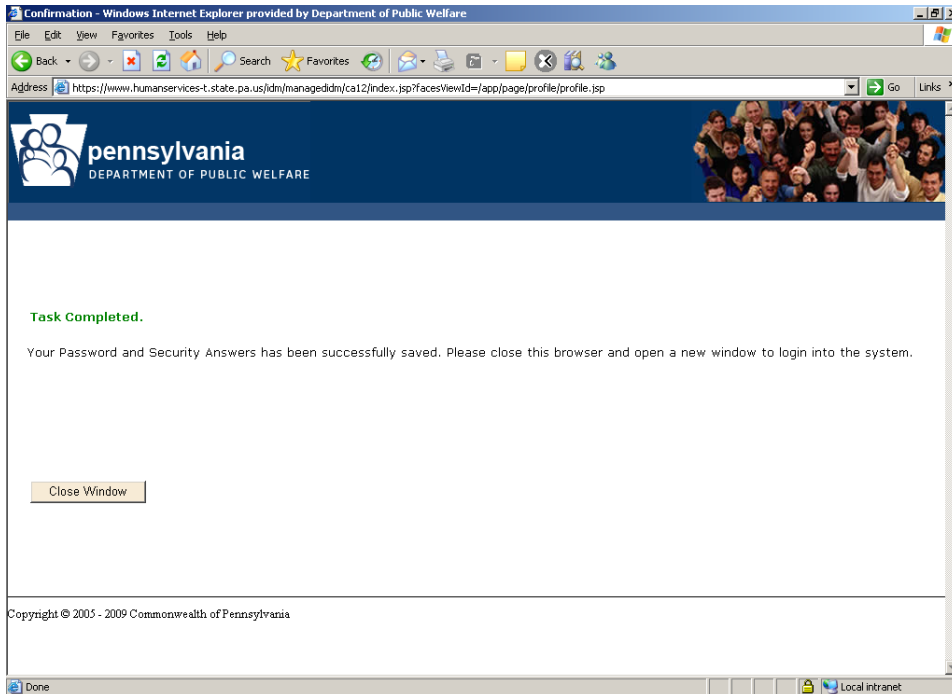 Confirmation - Windows Internet Explorer provided by Department of Public Welfare
File Edit View Favorites Tools Help
Back Search Favorites
Address https://www.humanservices-t.state.pa.us/idm/managedidm/ca12/index.jsp?facesViewId=/app/page/profile/profile.jsp Go Links
pennsylvania
DEPARTMENT OF PUBLIC WELFARE
Task Completed.
Your Password and Security Answers has been successfully saved. Please close this browser and open a new window to login into the system.
Close Window
Copyright © 2005 - 2009 Commonwealth of Pennsylvania
Done Local intranet